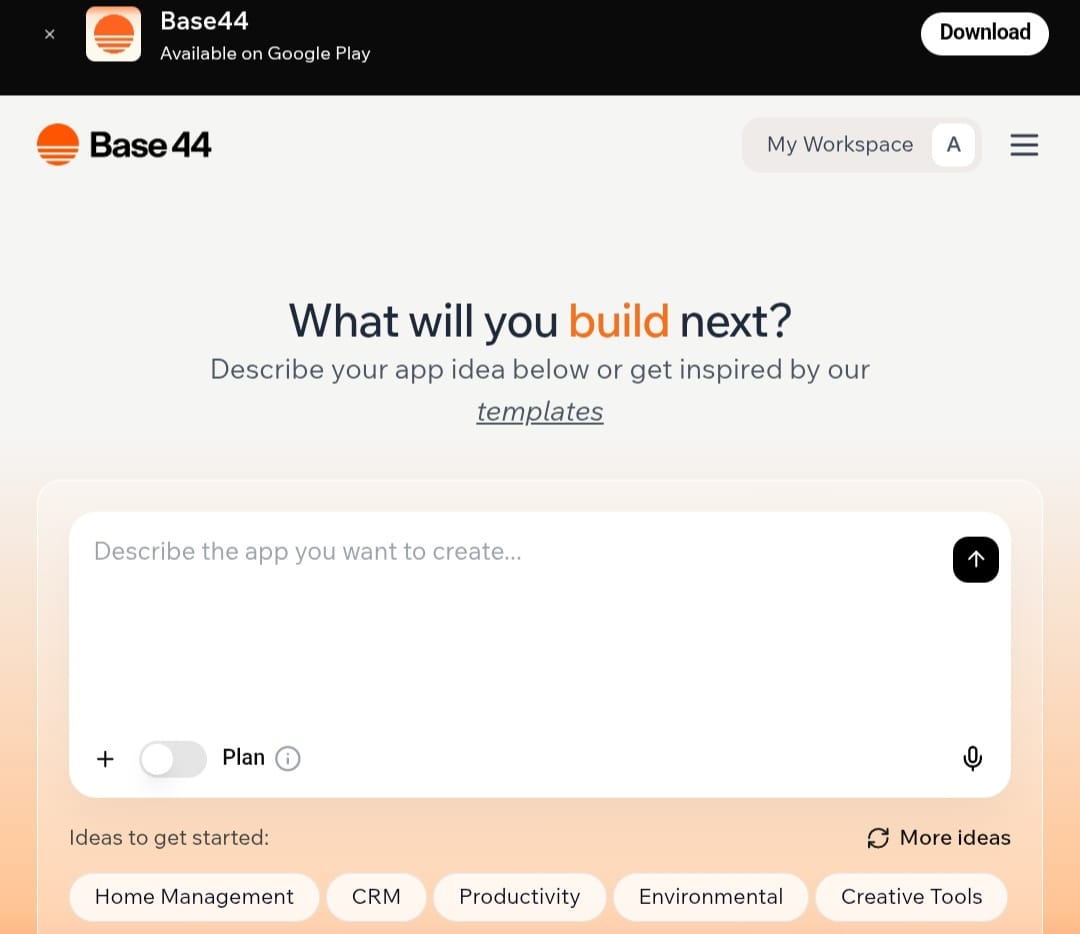 Base44
Available on Google Play
Download
Base 44
My Workspace
A
What will you build next?
Describe your app idea below or get inspired by our
templates
Describe the app you want to create...
Plan
Ideas to get started:
More ideas
Home Management
CRM
Productivity
Environmental
Creative Tools